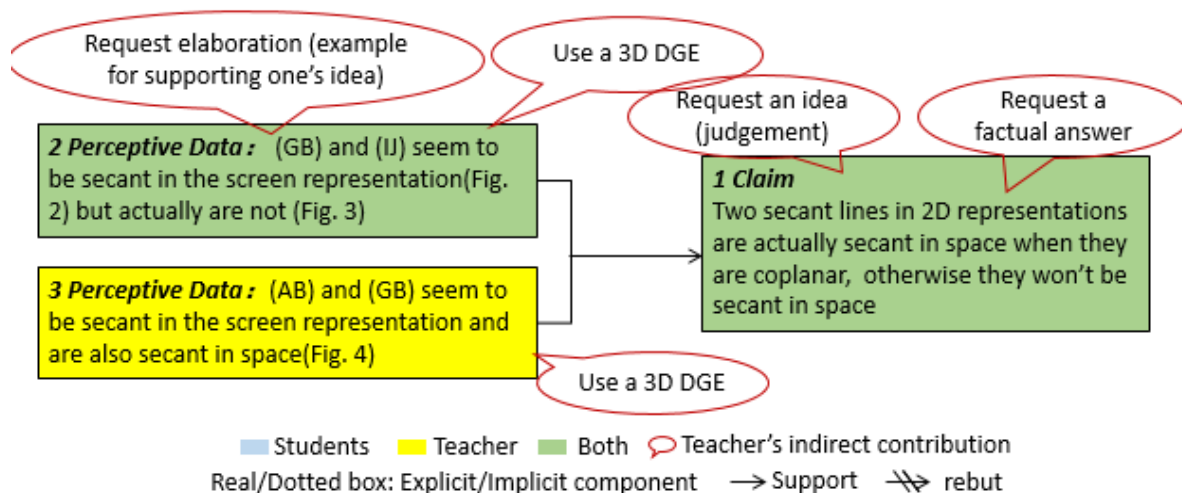 Request elaboration (example
for supporting one's idea)
Use a 3D DGE
Request an idea
(judgement)
Request a
factual answer
2 Perceptive Data: (GB) and (IJ) seem to
be secant in the screen representation(Fig.
2) but actually are not (Fig. 3)
1 Claim
Two secant lines in 2D representations
are actually secant in space when they
are coplanar, otherwise they won't be
secant in space
3 Perceptive Data: (AB) and (GB) seem to
be secant in the screen representation and
are also secant in space(Fig. 4)
Use a 3D DGE
Students Teacher Both Teacher's indirect contribution
Real/Dotted box: Explicit/Implicit component Support rebut